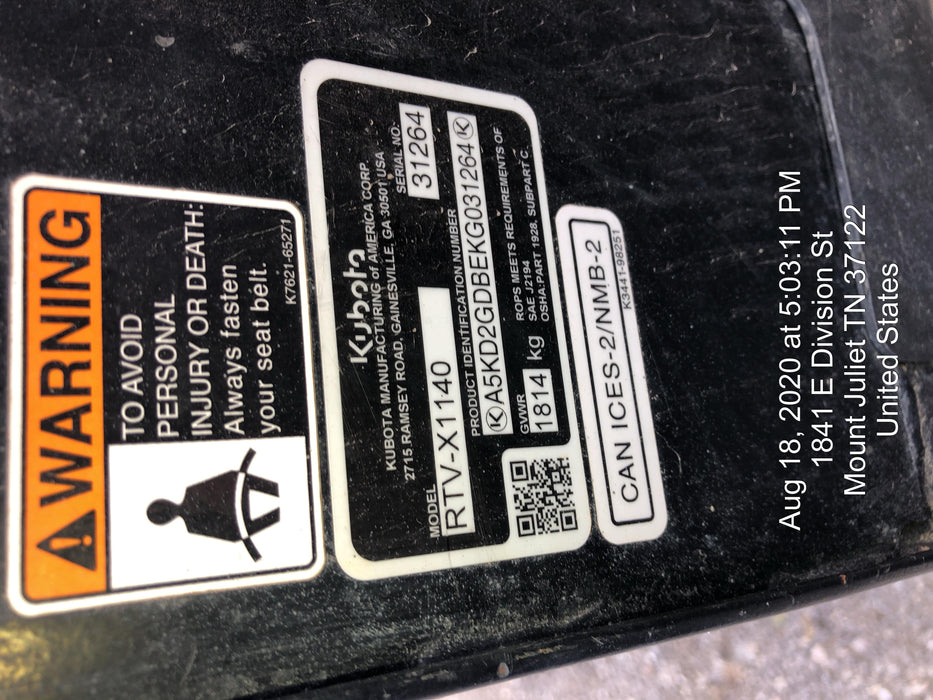 WARNING
TO AVOID
PERSONAL
INJURY OR DEATH:
Always fasten
your seat belt.
K7621-65271
Kubota
KUBOTA MANUFACTURING of AMERICA CORP.
2715 RAMSEY ROAD, GAINESVILLE, GA 30501 USA
MODEL
RTV-X1140
SERIAL NO.
31264
PRODUCT IDENTIFICATION NUMBER
K A5KD2GDBEKG031264 K
GVWR
1814 kg
ROPS MEETS REQUIREMENTS OF
SAE J2194
OSHA:PART 1928, SUBPART C.
CAN ICES-2/NMB-2
K3441-98251
Aug 18, 2020 at 5:03:11 PM
1841 E Division St
Mount Juliet TN 37122
United States